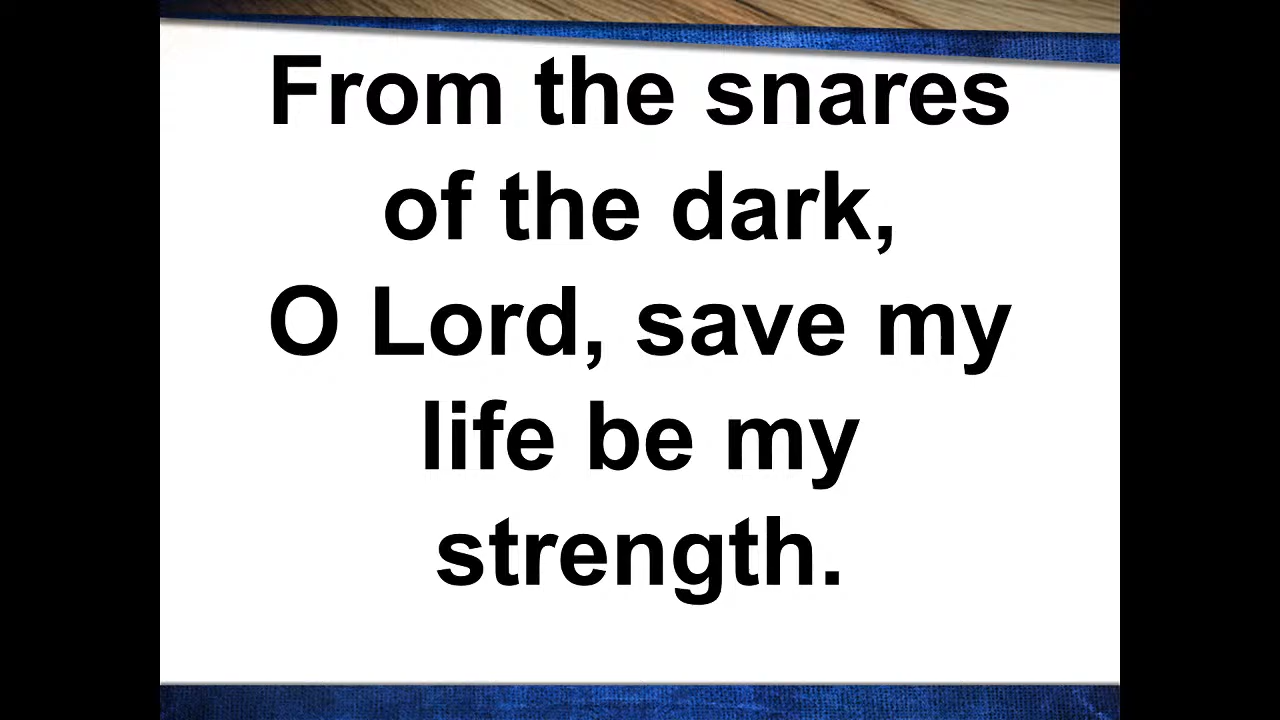 From the snares
of the dark,
O Lord, save my
life be my
strength.